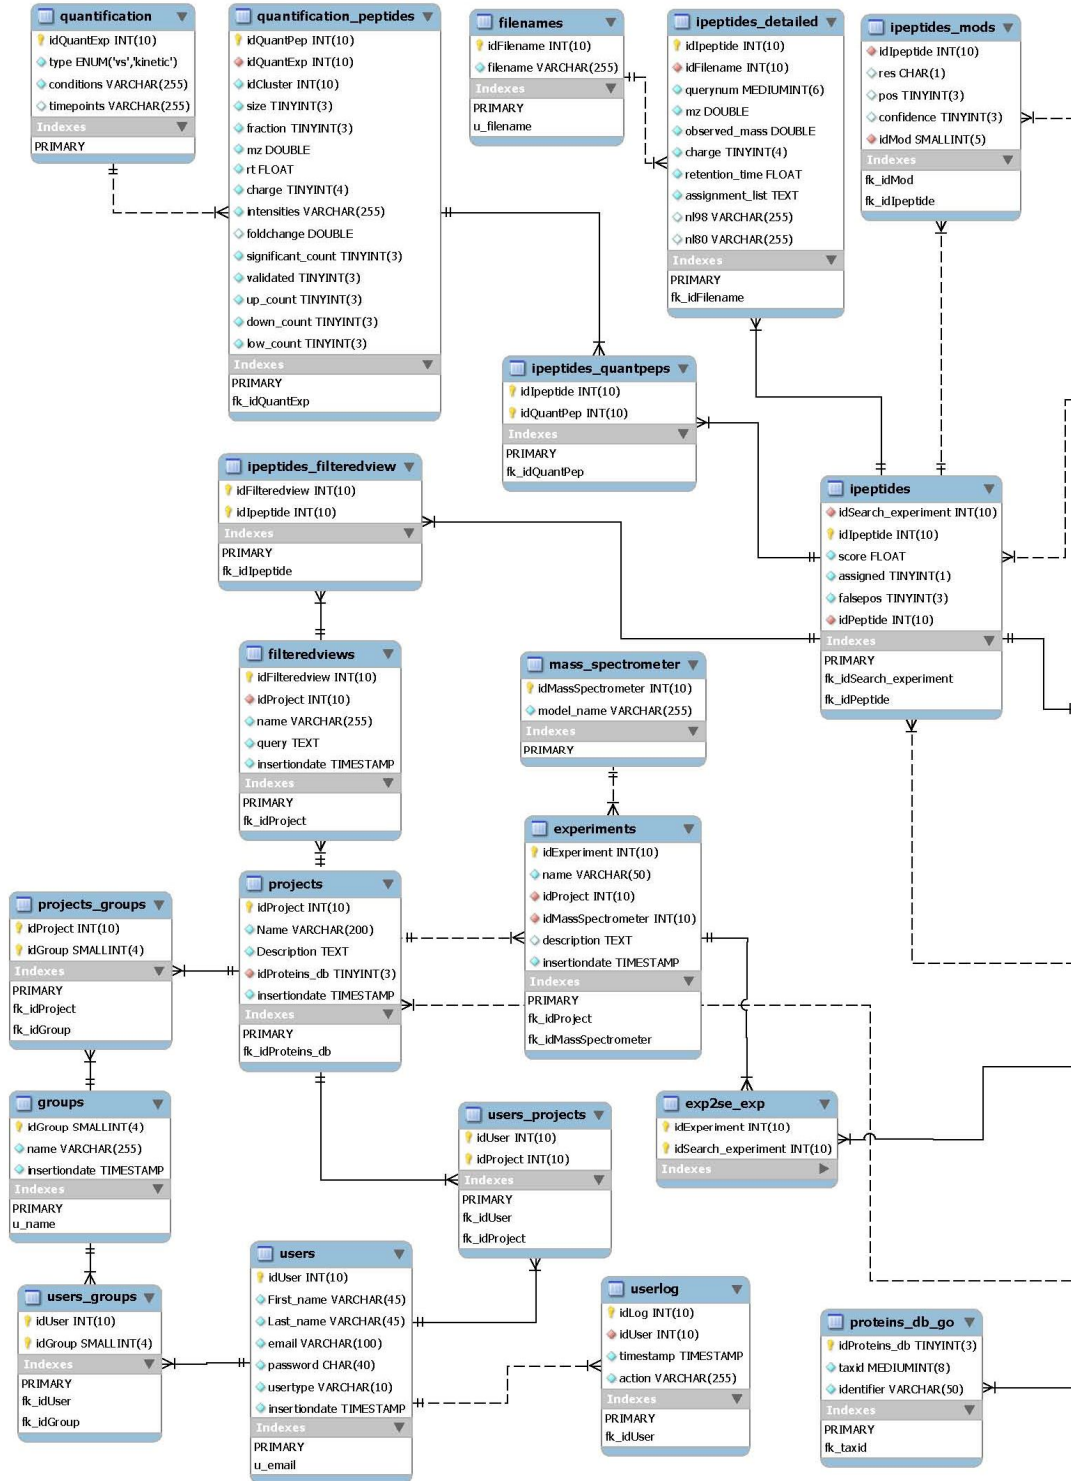 quantification
idQuantExp INT(10)
type ENUM('vs','kinetic')
conditions VARCHAR(255)
timepoints VARCHAR(255)
Indexes
PRIMARY
quantification_peptides
idQuantPep INT(10)
idQuantExp INT(10)
idCluster INT(10)
size TINYINT(3)
fraction TINYINT(3)
mz DOUBLE
rt FLOAT
charge TINYINT(4)
intensities VARCHAR(255)
foldchange DOUBLE
significant_count TINYINT(3)
validated TINYINT(3)
up_count TINYINT(3)
down_count TINYINT(3)
low_count TINYINT(3)
Indexes
PRIMARY
fk_idQuantExp
filenames
idFilename INT(10)
filename VARCHAR(255)
Indexes
PRIMARY
u_filename
ipeptides_detailed
idIpeptide INT(10)
idFilename INT(10)
querynum MEDIUMINT(6)
mz DOUBLE
observed_mass DOUBLE
charge TINYINT(4)
retention_time FLOAT
assignment_list TEXT
nl98 VARCHAR(255)
nl80 VARCHAR(255)
Indexes
PRIMARY
fk_idFilename
ipeptides_mods
idIpeptide INT(10)
res CHAR(1)
pos TINYINT(3)
confidence TINYINT(3)
idMod SMALLINT(5)
Indexes
fk_idMod
fk_idIpeptide
ipeptides_quantpeps
idIpeptide INT(10)
idQuantPep INT(10)
Indexes
PRIMARY
fk_idQuantPep
ipeptides_filteredview
idFilteredview INT(10)
idIpeptide INT(10)
Indexes
PRIMARY
fk_idIpeptide
ipeptides
idSearch_experiment INT(10)
idIpeptide INT(10)
score FLOAT
assigned TINYINT(1)
falsepos TINYINT(3)
idPeptide INT(10)
Indexes
PRIMARY
fk_idSearch_experiment
fk_idPeptide
filteredviews
idFilteredview INT(10)
idProject INT(10)
name VARCHAR(255)
query TEXT
insertiondate TIMESTAMP
Indexes
PRIMARY
fk_idProject
mass_spectrometer
idMassSpectrometer INT(10)
model_name VARCHAR(255)
Indexes
PRIMARY
experiments
idExperiment INT(10)
name VARCHAR(50)
idProject INT(10)
idMassSpectrometer INT(10)
description TEXT
insertiondate TIMESTAMP
Indexes
PRIMARY
fk_idProject
fk_idMassSpectrometer
projects_groups
idProject INT(10)
idGroup SMALLINT(4)
Indexes
PRIMARY
fk_idProject
fk_idGroup
projects
idProject INT(10)
Name VARCHAR(200)
Description TEXT
idProteins_db TINYINT(3)
insertiondate TIMESTAMP
Indexes
PRIMARY
fk_idProteins_db
groups
idGroup SMALLINT(4)
name VARCHAR(255)
insertiondate TIMESTAMP
Indexes
PRIMARY
u_name
users_projects
idUser INT(10)
idProject INT(10)
Indexes
PRIMARY
fk_idUser
fk_idProject
exp2se_exp
idExperiment INT(10)
idSearch_experiment INT(10)
Indexes
users_groups
idUser INT(10)
idGroup SMALLINT(4)
Indexes
PRIMARY
fk_idUser
fk_idGroup
users
idUser INT(10)
First_name VARCHAR(45)
Last_name VARCHAR(45)
email VARCHAR(100)
password CHAR(40)
usertype VARCHAR(10)
insertiondate TIMESTAMP
Indexes
PRIMARY
u_email
userlog
idLog INT(10)
idUser INT(10)
timestamp TIMESTAMP
action VARCHAR(255)
Indexes
PRIMARY
fk_idUser
proteins_db_go
idProteins_db TINYINT(3)
taxid MEDIUMINT(8)
identifier VARCHAR(50)
Indexes
PRIMARY
fk_taxid